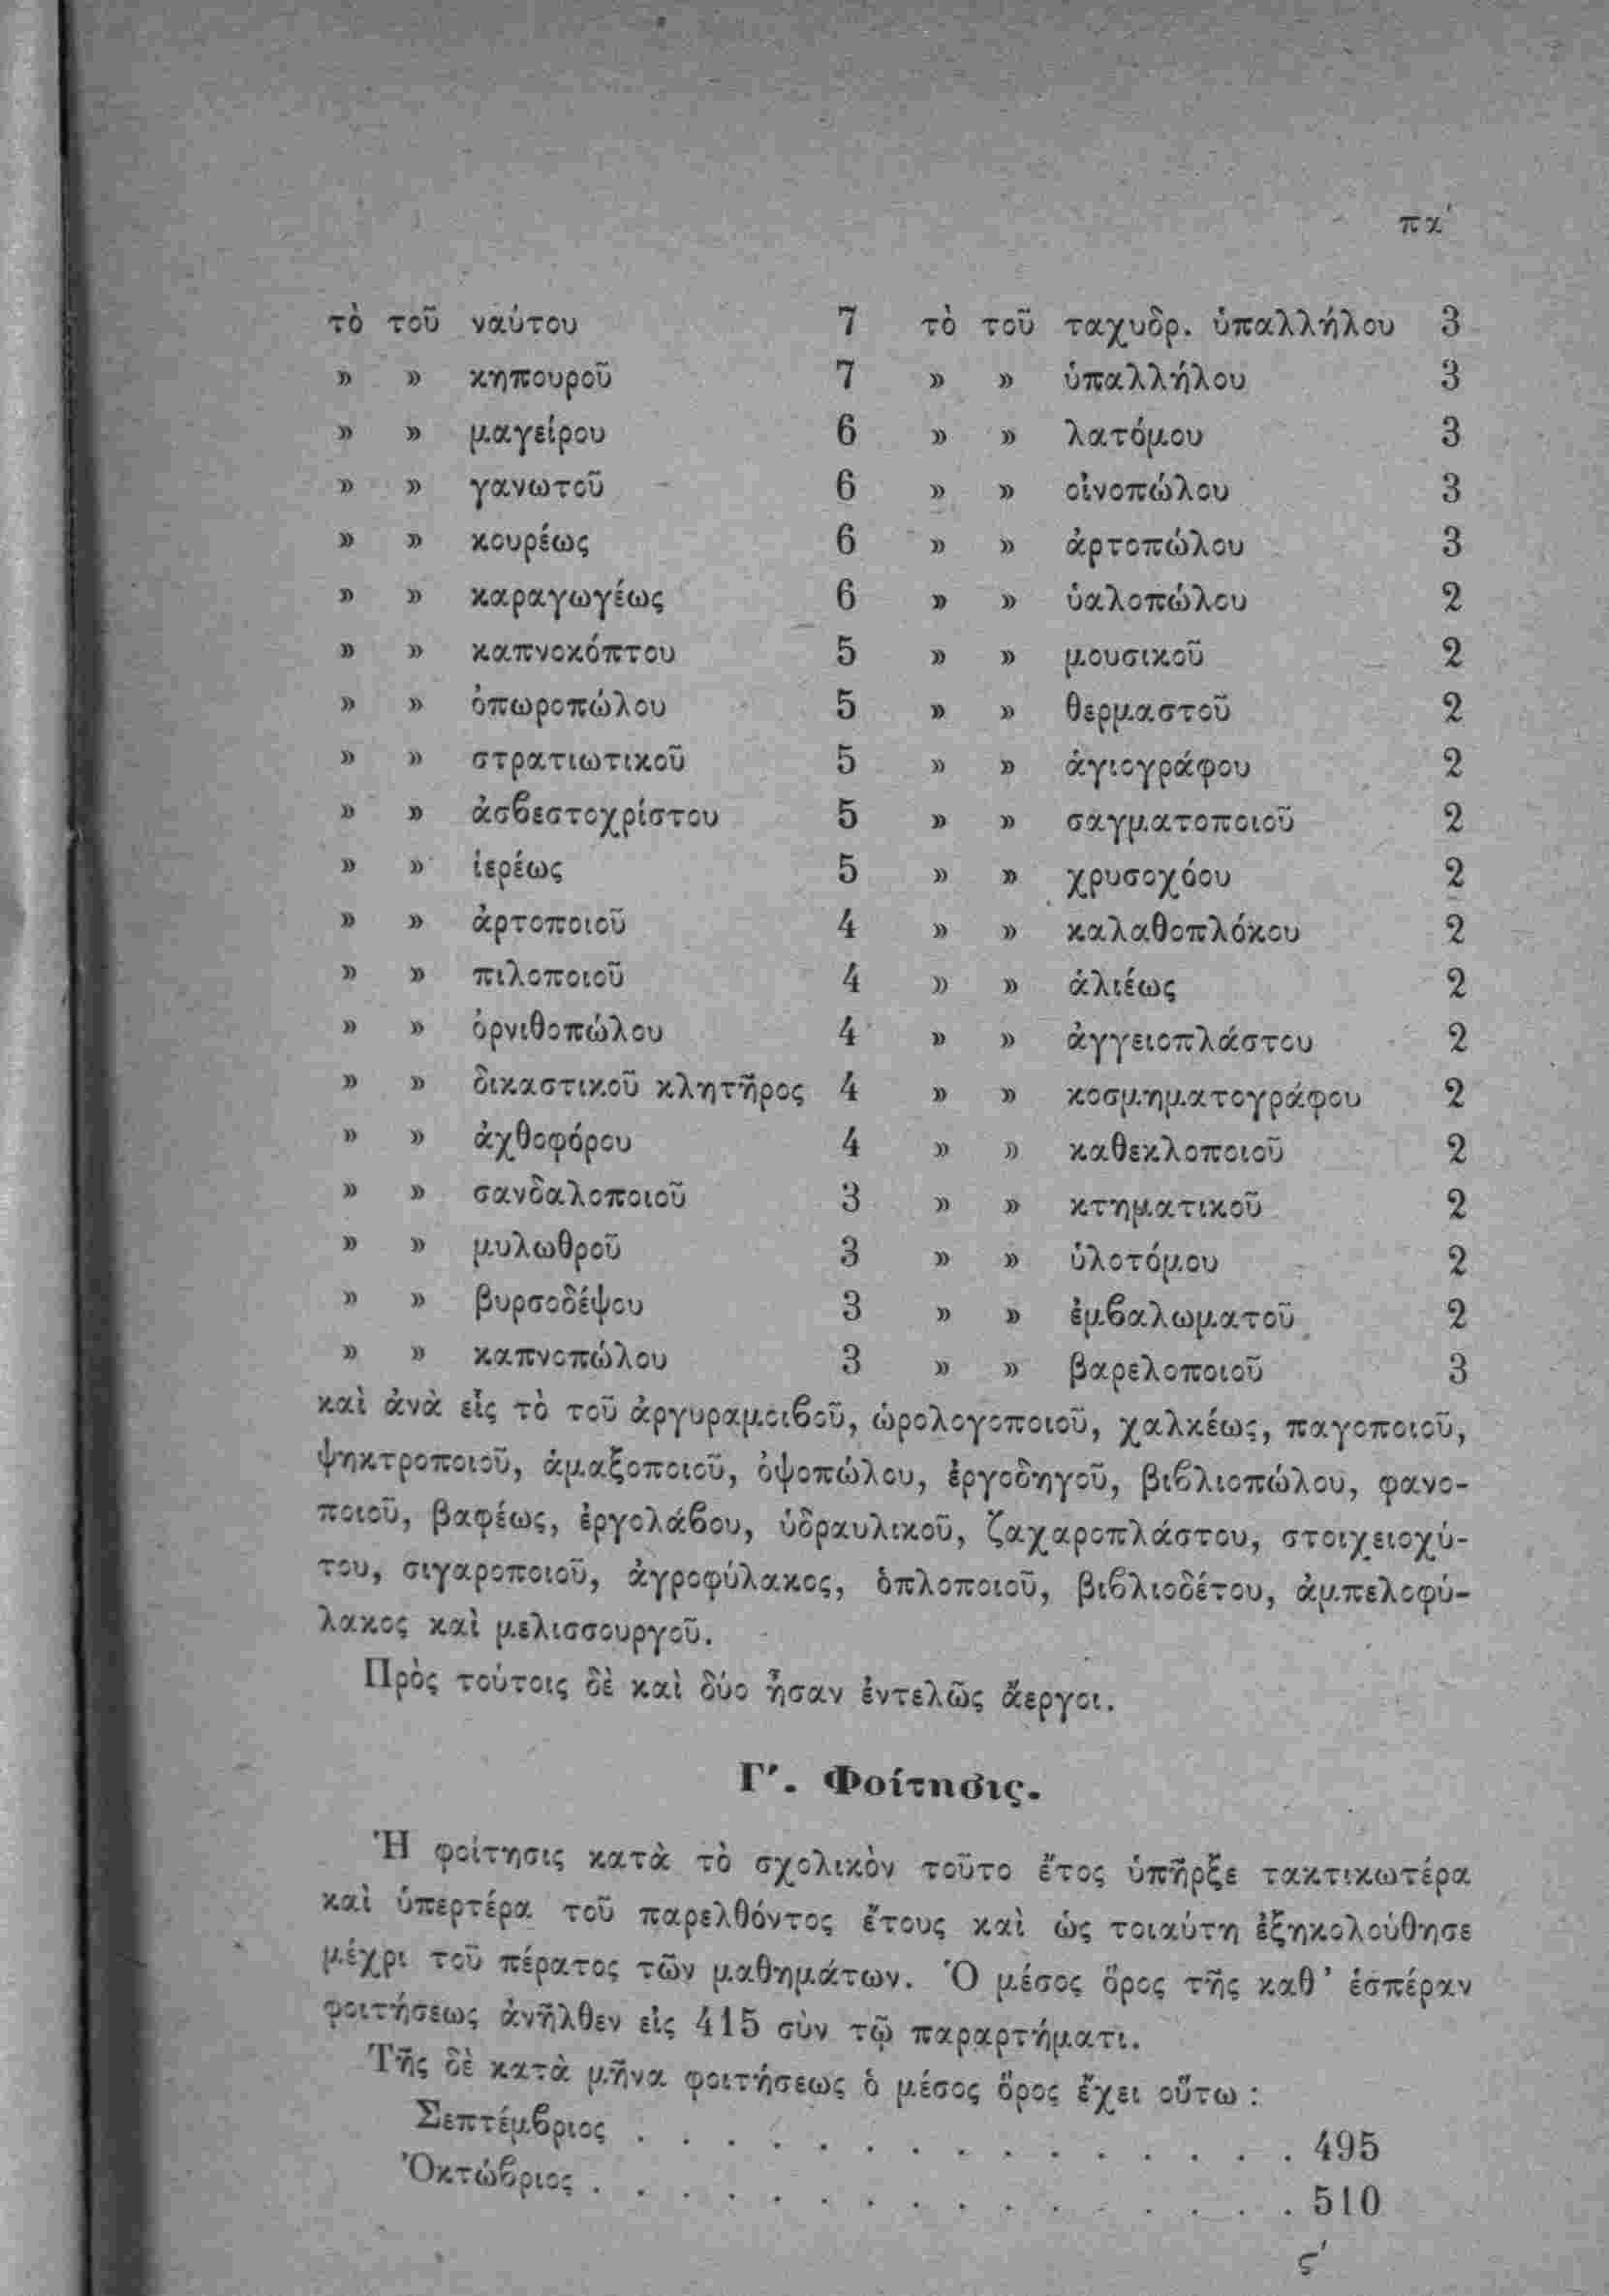 πα'
τὸ τοῦ ναύτου 7 τὸ τοῦ ταχυδρ. ὑπαλλήλου 3
» » κηπουροῦ 7 » » ὑπαλλήλου 3
» » μαγείρου 6 » » λατόμου 3
» » γανωτοῦ 6 » » οἰνοπώλου 3
» » κουρέως 6 » » ἀρτοπώλου 3
» » καραγωγέως 6 » » ὑαλοπώλου 2
» » καπνοκόπτου 5 » » μουσικοῦ 2
» » ὀπωροπώλου 5 » » θερμαστοῦ 2
» » στρατιωτικοῦ 5 » » ἁγιογράφου 2
» » ἀσϐεστοχρίστου 5 » » σαγματοποιοῦ 2
» » ἱερέως 5 » » χρυσοχόου 2
» » ἀρτοποιοῦ 4 » » καλαθοπλόκου 2
» » πιλοποιοῦ 4 » » ἁλιέως 2
» » ὀρνιθοπώλου 4 » » ἀγγειοπλάστου 2
» » δικαστικοῦ κλητῆρος 4 » » κοσμηματογράφου 2
» » ἀχθοφόρου 4 » » καθεκλοποιοῦ 2
» » σανδαλοποιοῦ 3 » » κτηματικοῦ 2
» » μυλωθροῦ 3 » » ὑλοτόμου 2
» » βυρσοδέψου 3 » » ἐμϐαλωματοῦ 2
» » καπνοπώλου 3 » » βαρελοποιοῦ 3
καὶ ἀνὰ εἷς τὸ τοῦ ἀργυραμοιϐοῦ, ὡρολογοποιοῦ, χαλκέως, παγοποιοῦ,
ψηκτροποιοῦ, ἁμαξοποιοῦ, ὀψοπώλου, ἐργοδηγοῦ, βιϐλιοπώλου, φανο-
ποιοῦ, βαφέως, ἐργολάϐου, ὑδραυλικοῦ, ζαχαροπλάστου, στοιχειοχύ-
του, σιγαροποιοῦ, ἀγροφύλακος, ὁπλοποιοῦ, βιϐλιοδέτου, ἀμπελοφύ-
λακος καὶ μελισσουργοῦ.
Πρὸς τούτοις δὲ καὶ δύο ἦσαν ἐντελῶς ἄεργοι.
Γ'. Φοίτησις.
Ἡ φοίτησις κατὰ τὸ σχολικὸν τοῦτο ἔτος ὑπῆρξε τακτικωτέρα
καὶ ὑπερτέρα τοῦ παρελθόντος ἔτους καὶ ὡς τοιαύτη ἐξηκολούθησε
μέχρι τοῦ πέρατος τῶν μαθημάτων. Ὁ μέσος ὅρος τῆς καθ' ἑσπέραν
φοιτήσεως ἀνῆλθεν εἰς 415 σὺν τῷ παραρτήματι.
Τῆς δὲ κατὰ μῆνα φοιτήσεως ὁ μέσος ὅρος ἔχει οὕτω :
Σεπτέμϐριος . . . . . . . . . . . . . . . 495
Ὀκτώϐριος . . . . . . . . . . . . . . . . 510
ς'